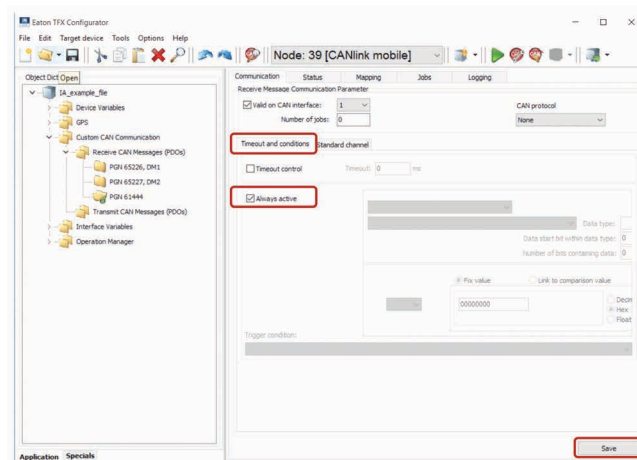 Eaton TFX Configurator
File Edit Target device Tools Options Help
Node: 39 [CANlink mobile]
Object Dict Open
IA_example_file
Device Variables
GPS
Custom CAN Communication
Receive CAN Messages (PDOs)
PGN 65226, DM1
PGN 65227, DM2
PGN 61444
Transmit CAN Messages (PDOs)
Interface Variables
Operation Manager
Application Specials
Communication Status Mapping Jobs Logging
Receive Message Communication Parameter
Valid on CAN interface: 1
CAN protocol
Number of jobs: 0
None
Timeout and conditions Standard channel
Timeout control Timeout: 0 ms
Always active
Data type:
Data start bit within data type: 0
Number of bits containing data: 0
Fix value Link to comparison value
00000000
Decm
Hex
Float
Trigger condition:
Save